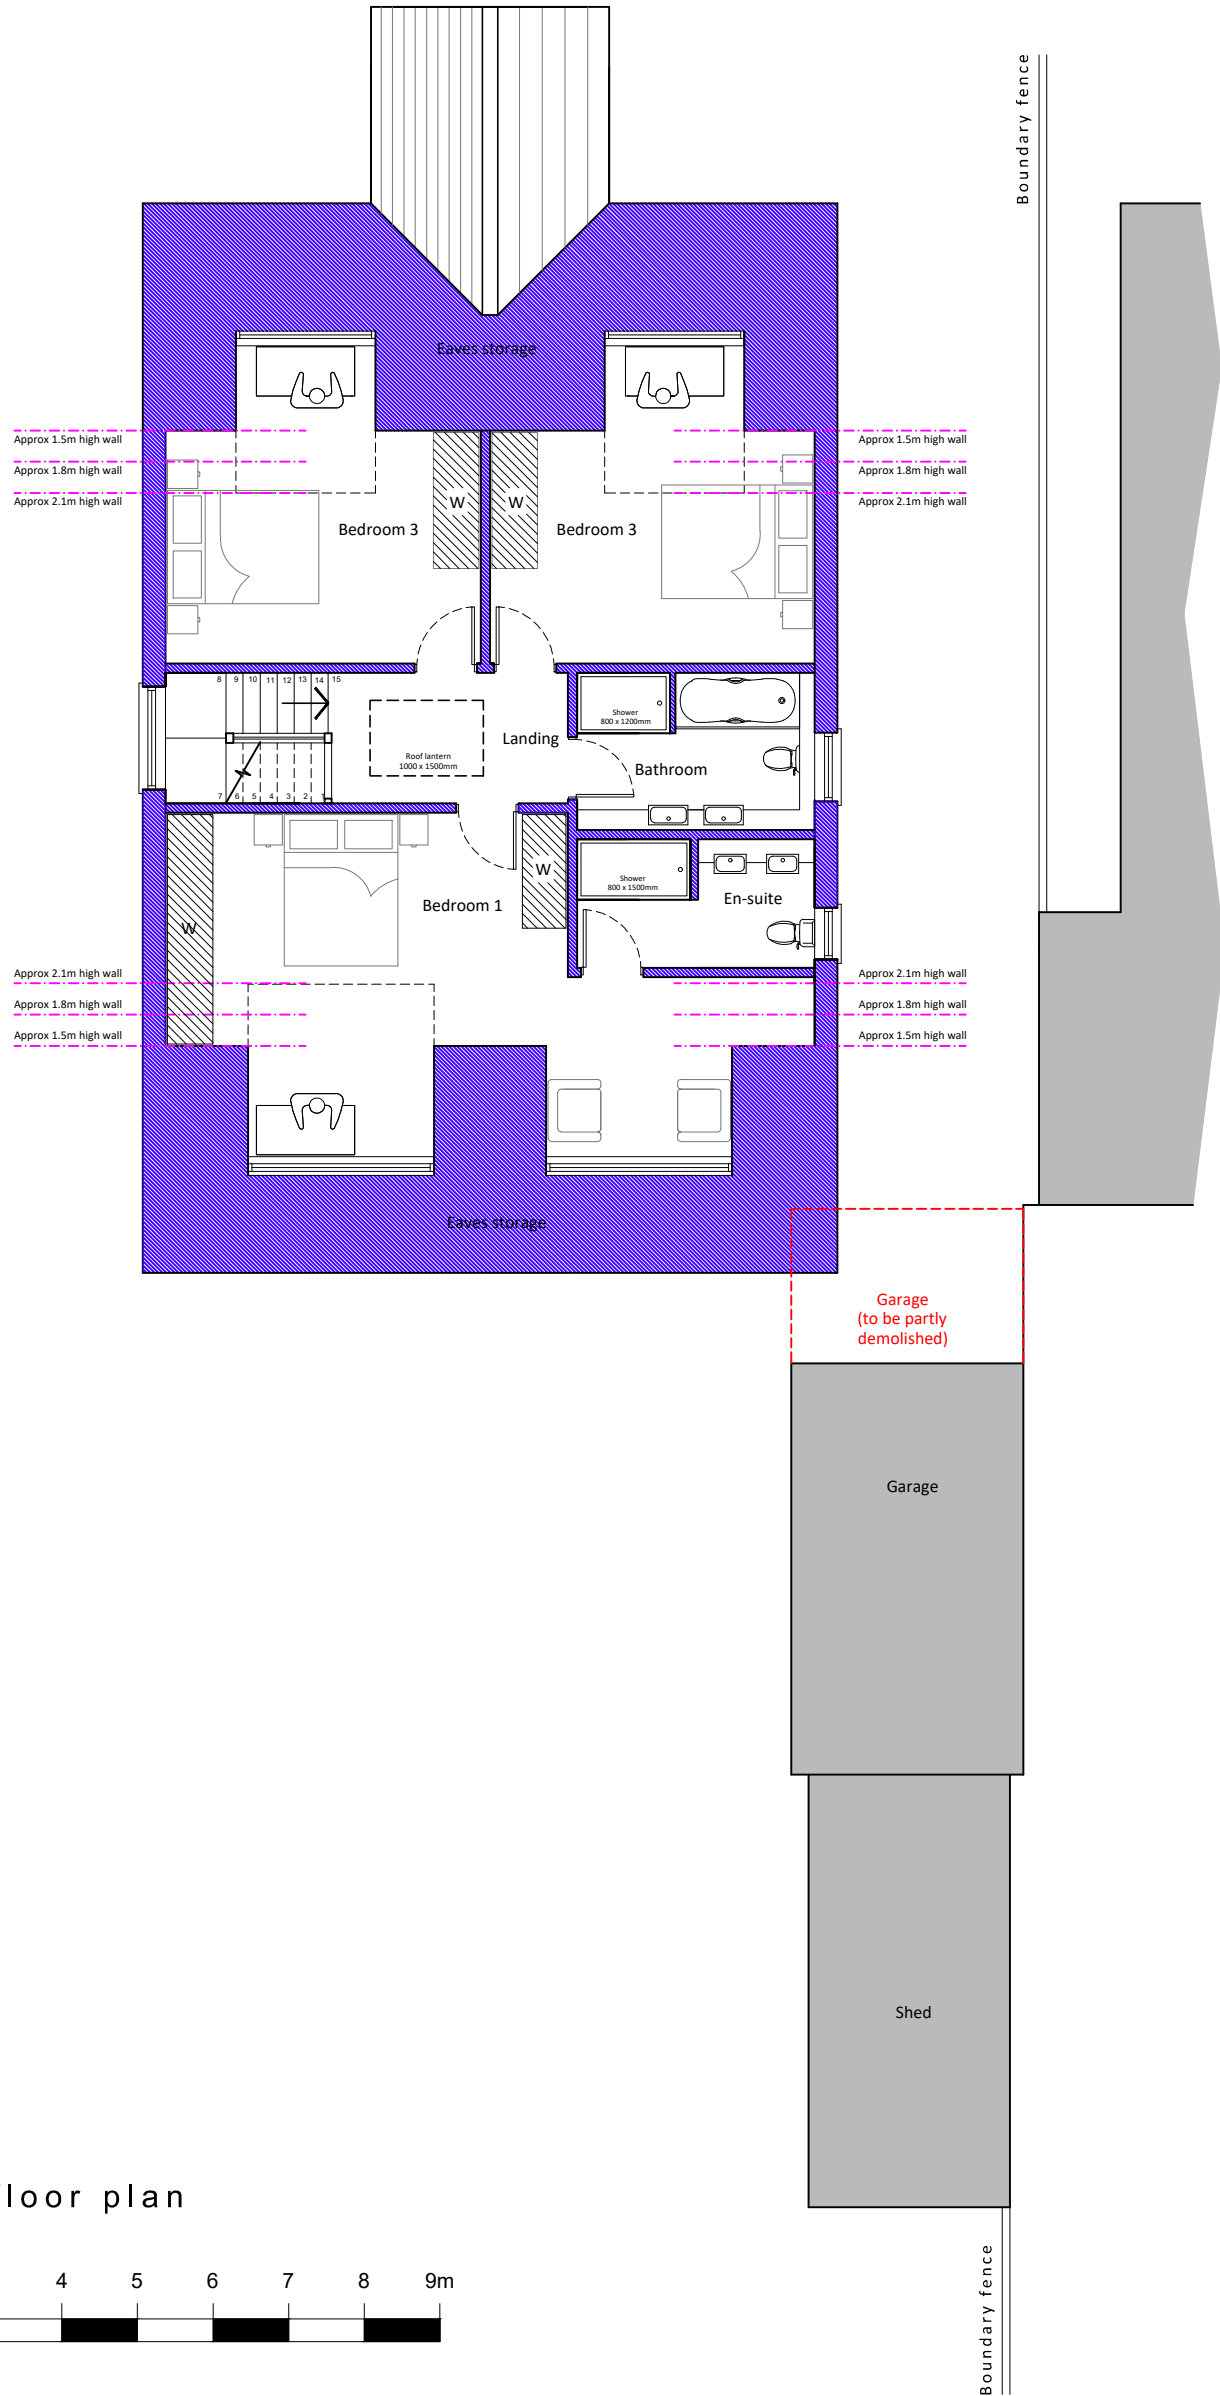 Boundary fence
Eaves storage
Approx 1.5m high wall
Approx 1.8m high wall
Approx 2.1m high wall
Approx 1.5m high wall
Approx 1.8m high wall
Approx 2.1m high wall
W
W
Bedroom 3
Bedroom 3
8 9 10 11 12 13 14 15
7 6 5 4 3 2 1
Shower
800 x 1200mm
Landing
Roof lantern
1000 x 1500mm
Bathroom
W
W
Shower
800 x 1500mm
Bedroom 1
En-suite
Approx 2.1m high wall
Approx 1.8m high wall
Approx 1.5m high wall
Approx 2.1m high wall
Approx 1.8m high wall
Approx 1.5m high wall
Eaves storage
Garage
(to be partly
demolished)
Garage
Shed
loor plan
4 5 6 7 8 9m
Boundary fence